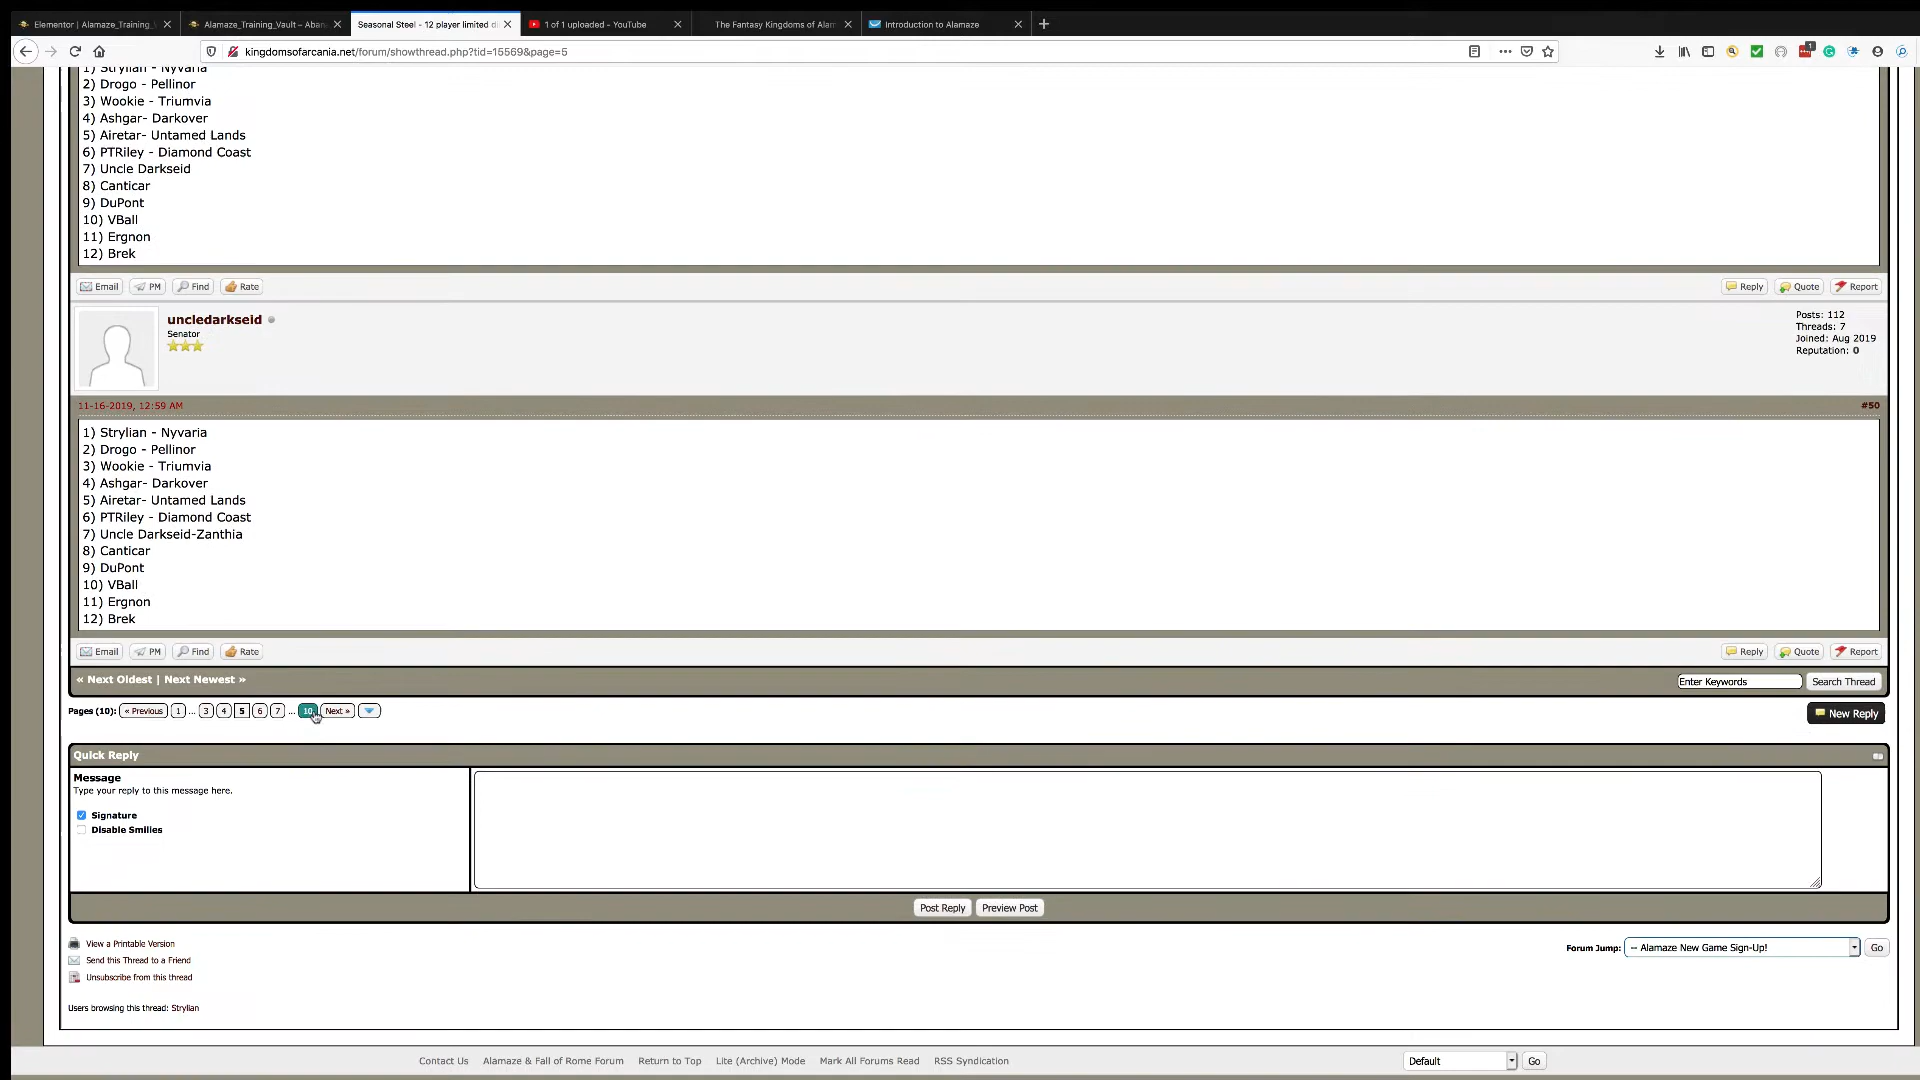 Elementor | Alamaze_Training_
Alamaze_Training_Vault – Aban
Seasonal Steel - 12 player limited di
1 of 1 uploaded - YouTube
The Fantasy Kingdoms of Alam
Introduction to Alamaze
kingdomsofarcania.net/forum/showthread.php?tid=15569&page=5
1) Strylian - Nyvaria
2) Drogo - Pellinor
3) Wookie - Triumvia
4) Ashgar- Darkover
5) Airetar- Untamed Lands
6) PTRiley - Diamond Coast
7) Uncle Darkseid
8) Canticar
9) DuPont
10) VBall
11) Ergnon
12) Brek
Email PM Find Rate Reply Quote Report
uncledarkseid
Senator
Posts: 112
Threads: 7
Joined: Aug 2019
Reputation: 0
11-16-2019, 12:59 AM #50
1) Strylian - Nyvaria
2) Drogo - Pellinor
3) Wookie - Triumvia
4) Ashgar- Darkover
5) Airetar- Untamed Lands
6) PTRiley - Diamond Coast
7) Uncle Darkseid-Zanthia
8) Canticar
9) DuPont
10) VBall
11) Ergnon
12) Brek
Email PM Find Rate Reply Quote Report
« Next Oldest | Next Newest » Enter Keywords Search Thread
Pages (10): « Previous 1 ... 3 4 5 6 7 ... 10 Next » New Reply
Quick Reply
Message
Type your reply to this message here.
Signature
Disable Smilies
Post Reply Preview Post
View a Printable Version
Send this Thread to a Friend
Unsubscribe from this thread
Forum Jump: -- Alamaze New Game Sign-Up! Go
Users browsing this thread: Strylian
Contact Us Alamaze & Fall of Rome Forum Return to Top Lite (Archive) Mode Mark All Forums Read RSS Syndication Default Go